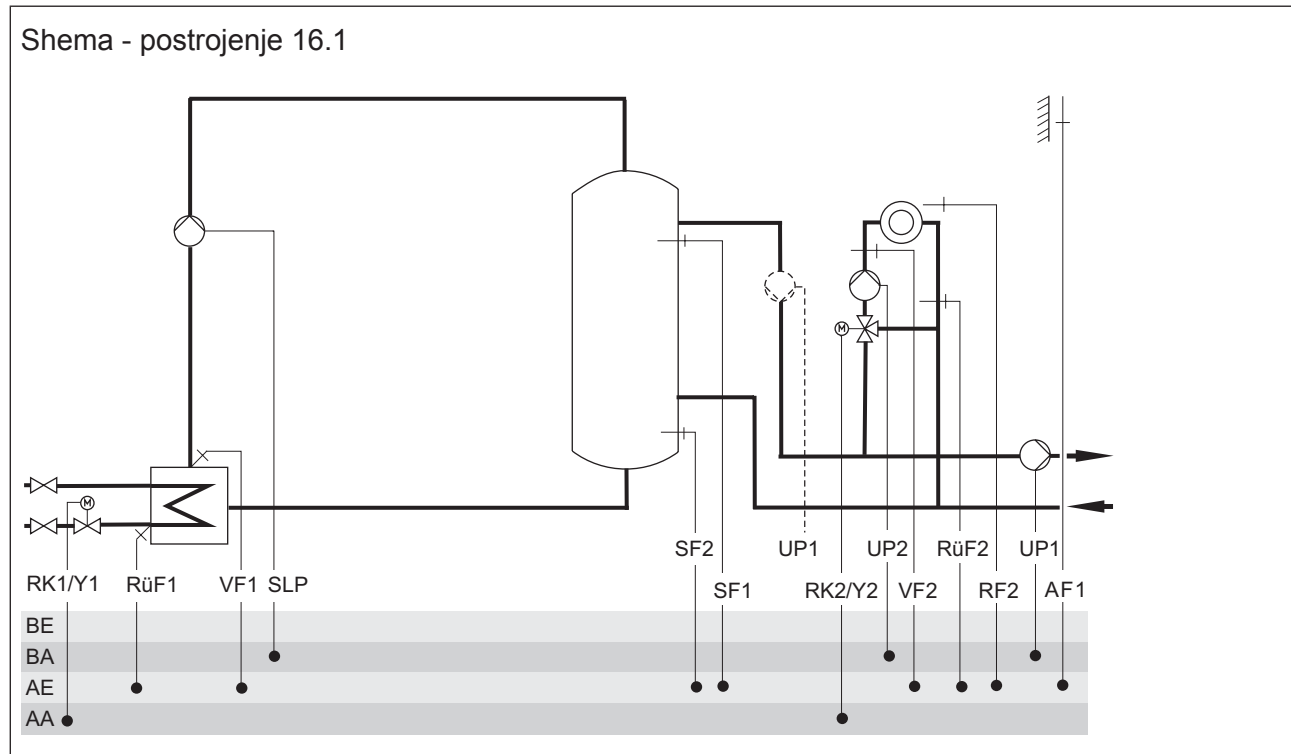 Shema - postrojenje 16.1
M
M
SF2 UP1 UP2 RüF2 UP1
RK1/Y1 RüF1 VF1 SLP SF1 RK2/Y2 VF2 RF2 AF1
BE
BA
AE
AA